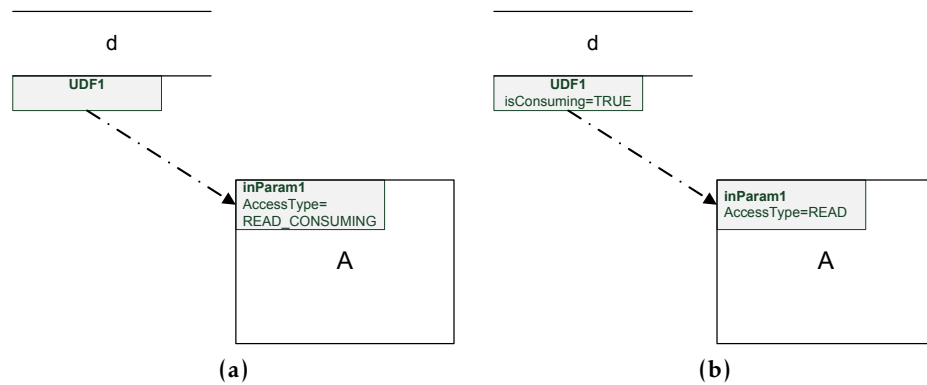 d
UDF1
inParam1
AccessType=
READ_CONSUMING
A
(a)
d
UDF1
isConsuming=TRUE
inParam1
AccessType=READ
A
(b)